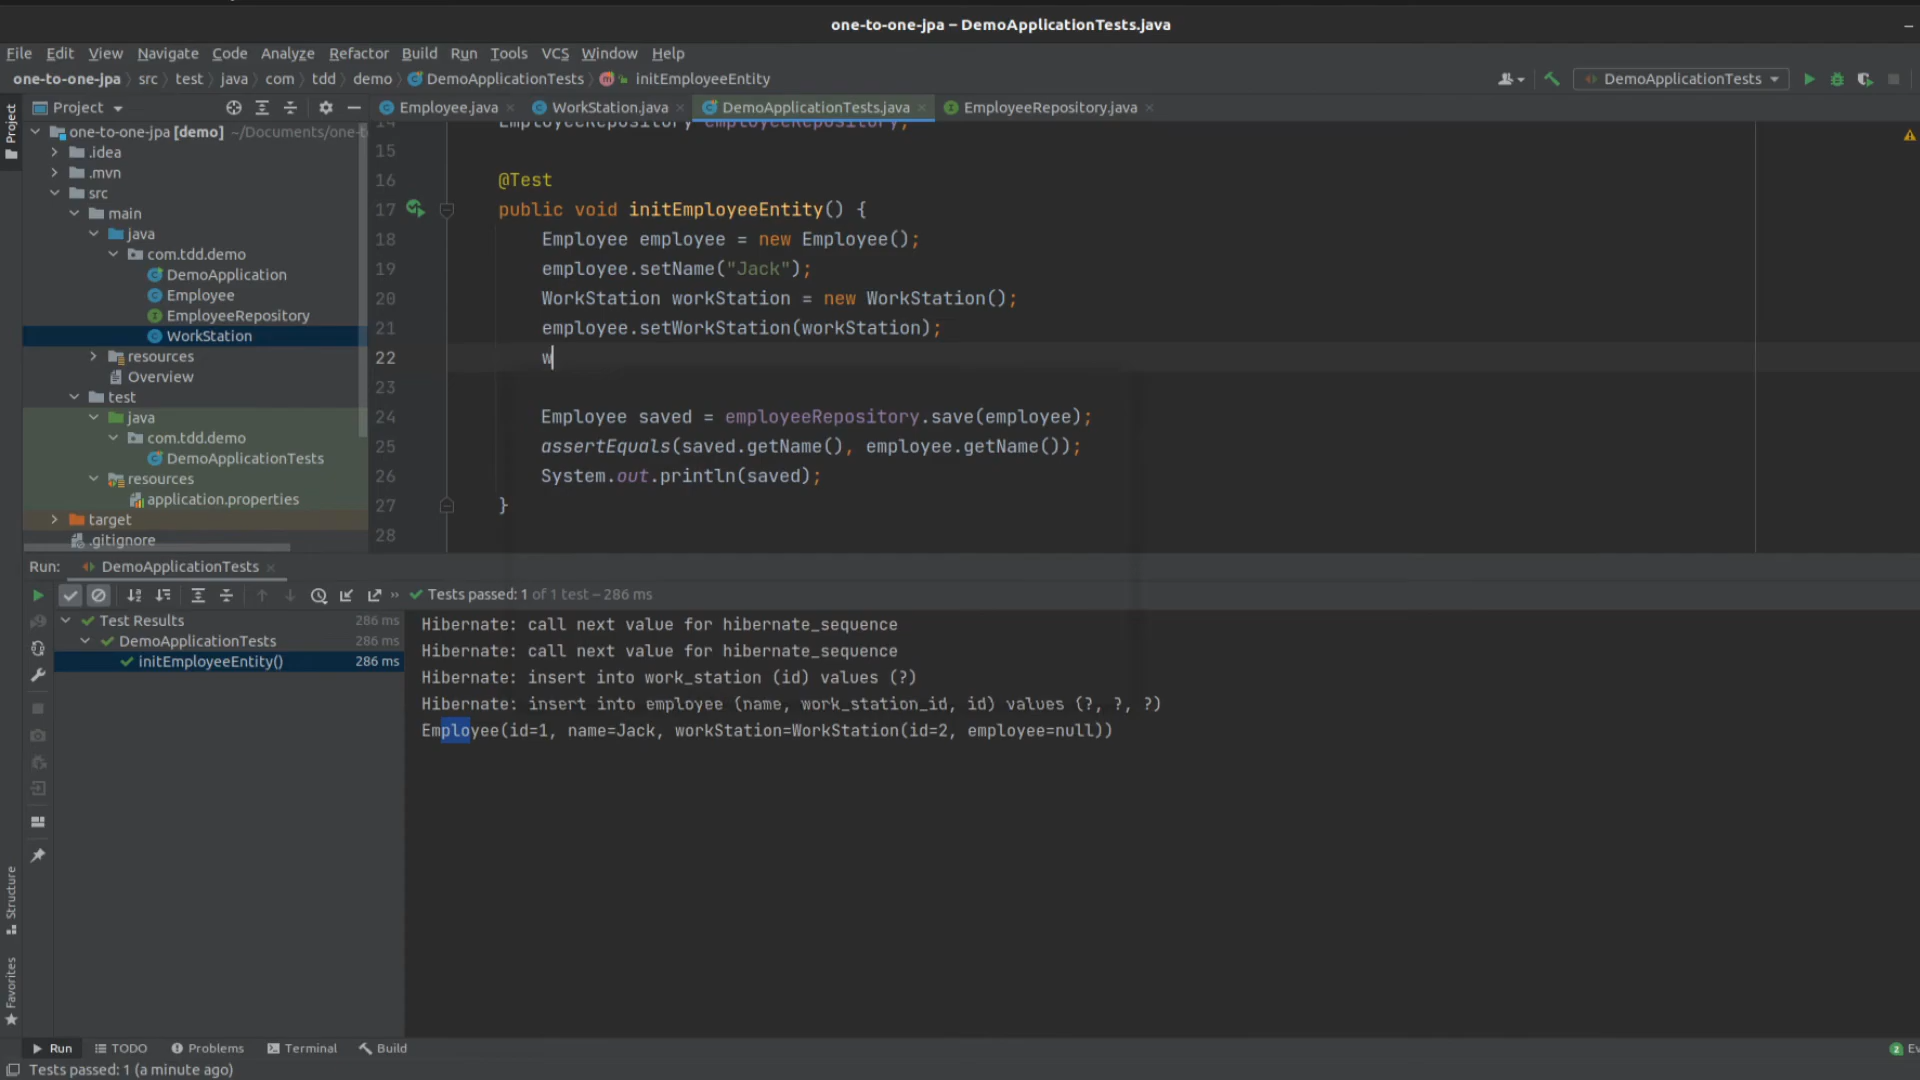 one-to-one-jpa – DemoApplicationTests.java
File Edit View Navigate Code Analyze Refactor Build Run Tools VCS Window Help
one-to-one-jpa src test java com tdd demo DemoApplicationTests initEmployeeEntity
DemoApplicationTests
Project
Project
Employee.java
WorkStation.java
DemoApplicationTests.java
EmployeeRepository.java
one-to-one-jpa [demo] ~/Documents/one-t
.idea
.mvn
src
main
java
com.tdd.demo
DemoApplication
Employee
EmployeeRepository
WorkStation
resources
Overview
test
java
com.tdd.demo
DemoApplicationTests
resources
application.properties
target
.gitignore
14 EmployeeRepository employeeRepository;
15
16 @Test
17 public void initEmployeeEntity() {
18 Employee employee = new Employee();
19 employee.setName("Jack");
20 WorkStation workStation = new WorkStation();
21 employee.setWorkStation(workStation);
22 w
23
24 Employee saved = employeeRepository.save(employee);
25 assertEquals(saved.getName(), employee.getName());
26 System.out.println(saved);
27 }
28
Run: DemoApplicationTests
Tests passed: 1 of 1 test – 286 ms
Test Results 286 ms
DemoApplicationTests 286 ms
initEmployeeEntity() 286 ms
Hibernate: call next value for hibernate_sequence
Hibernate: call next value for hibernate_sequence
Hibernate: insert into work_station (id) values (?)
Hibernate: insert into employee (name, work_station_id, id) values (?, ?, ?)
Employee(id=1, name=Jack, workStation=WorkStation(id=2, employee=null))
Structure
Favorites
Run TODO Problems Terminal Build
2 Ev
Tests passed: 1 (a minute ago)